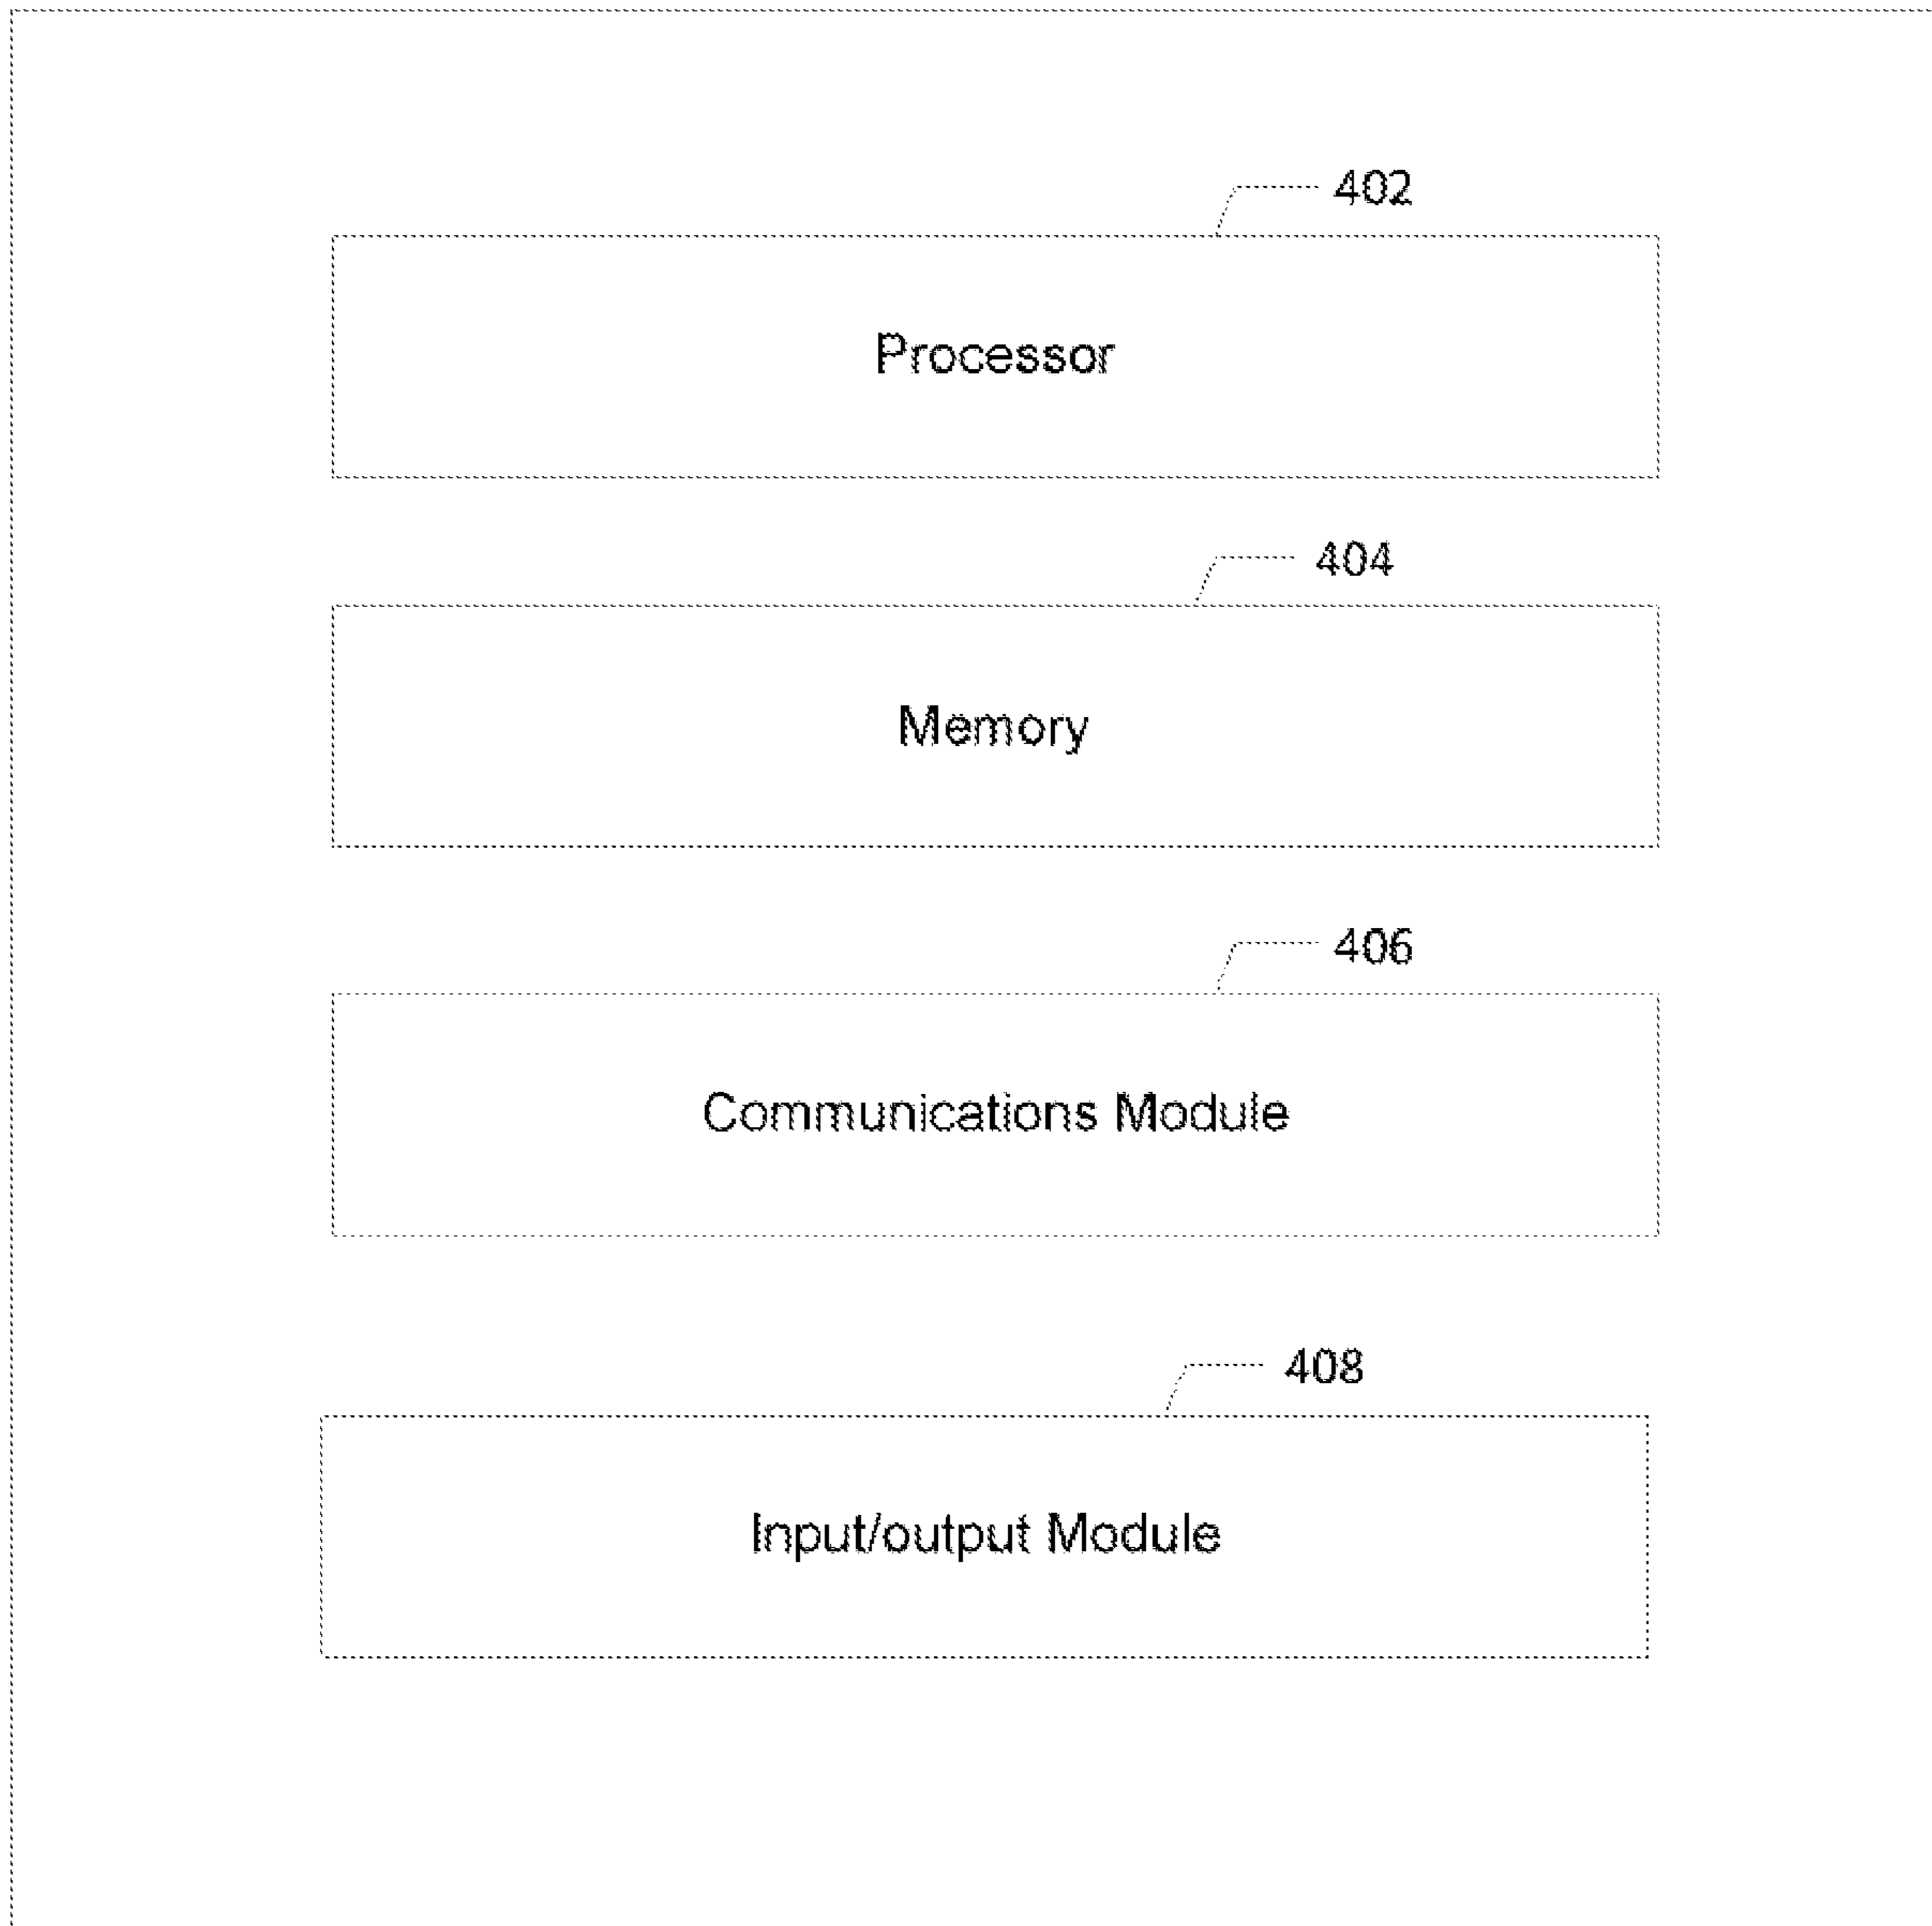 402
Processor
404
Memory
406
Communications Module
408
Input/output Module